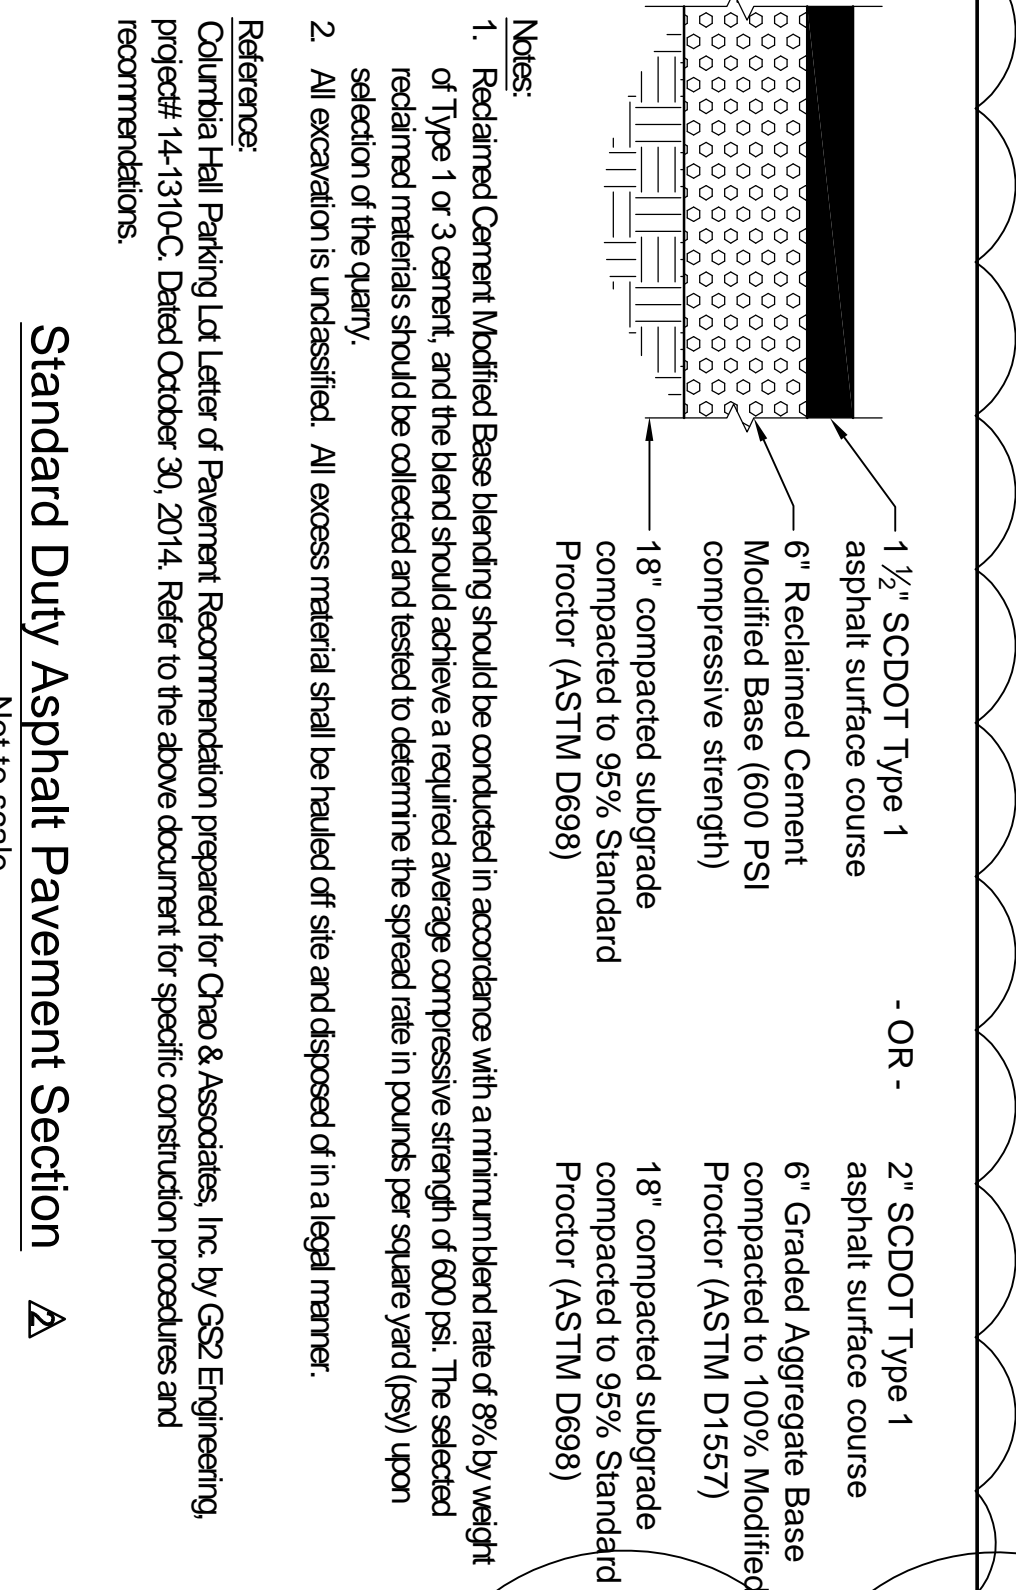 1 ½" SCDOT Type 1
asphalt surface course
6" Reclaimed Cement
Modified Base (600 PSI
compressive strength)
18" compacted subgrade
compacted to 95% Standard
Proctor (ASTM D698)
- OR -
2" SCDOT Type 1
asphalt surface course
6" Graded Aggregate Base
compacted to 100% Modified
Proctor (ASTM D1557)
18" compacted subgrade
compacted to 95% Standard
Proctor (ASTM D698)
Notes:
1. Reclaimed Cement Modified Base blending should be conducted in accordance with a minimum blend rate of 8% by weight
of Type 1 or 3 cement, and the blend should achieve a required average compressive strength of 600 psi. The selected
reclaimed materials should be collected and tested to determine the spread rate in pounds per square yard (psy) upon
selection of the quarry.
2. All excavation is unclassified. All excess material shall be hauled off site and disposed of in a legal manner.
Reference:
Columbia Hall Parking Lot Letter of Pavement Recommendation prepared for Chao & Associates, Inc. by GS2 Engineering,
project# 14-1310-C. Dated October 30, 2014. Refer to the above document for specific construction procedures and
recommendations.
Standard Duty Asphalt Pavement Section 2
Not to scale